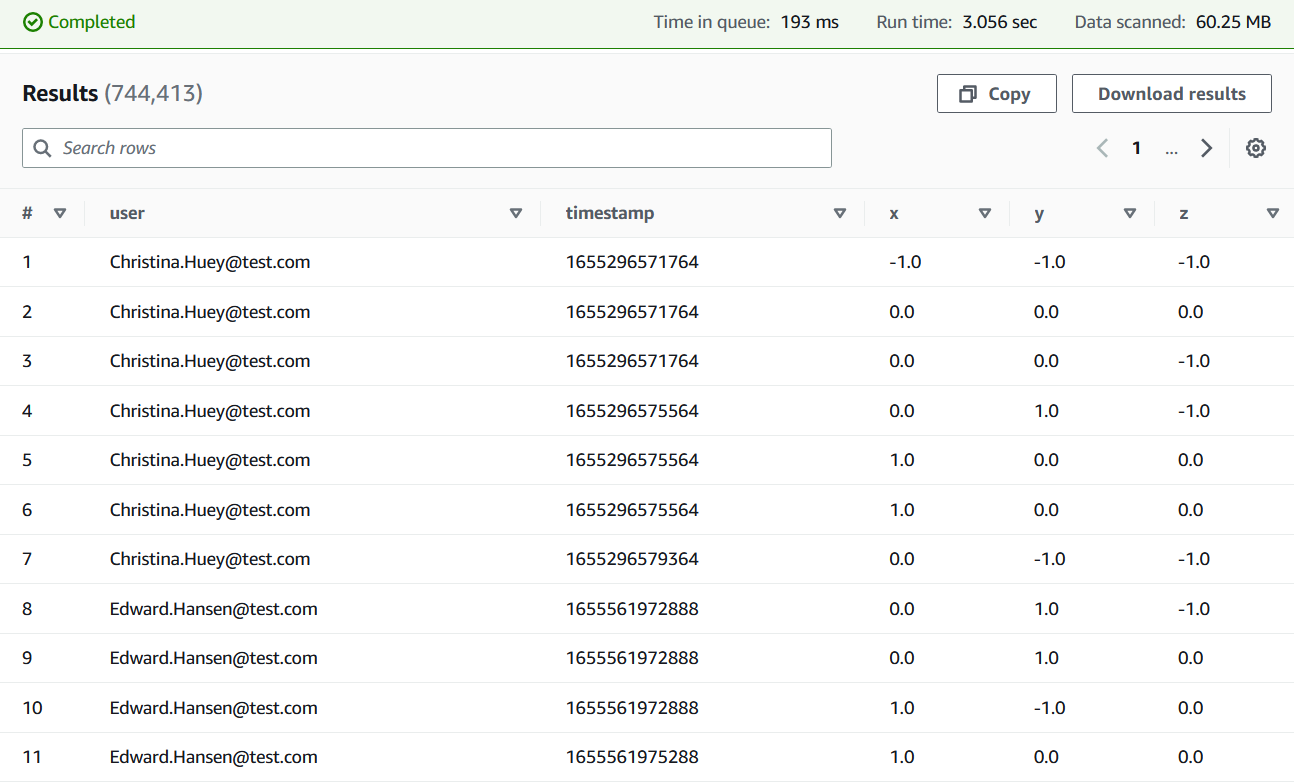 Completed Time in queue: 193 ms Run time: 3.056 sec Data scanned: 60.25 MB
Results (744,413) Copy Download results
Search rows 1 ...
# user timestamp x y z
1 Christina.Huey@test.com 1655296571764 -1.0 -1.0 -1.0
2 Christina.Huey@test.com 1655296571764 0.0 0.0 0.0
3 Christina.Huey@test.com 1655296571764 0.0 0.0 -1.0
4 Christina.Huey@test.com 1655296575564 0.0 1.0 -1.0
5 Christina.Huey@test.com 1655296575564 1.0 0.0 0.0
6 Christina.Huey@test.com 1655296575564 1.0 0.0 0.0
7 Christina.Huey@test.com 1655296579364 0.0 -1.0 -1.0
8 Edward.Hansen@test.com 1655561972888 0.0 1.0 -1.0
9 Edward.Hansen@test.com 1655561972888 0.0 1.0 0.0
10 Edward.Hansen@test.com 1655561972888 1.0 -1.0 0.0
11 Edward.Hansen@test.com 1655561975288 1.0 0.0 0.0